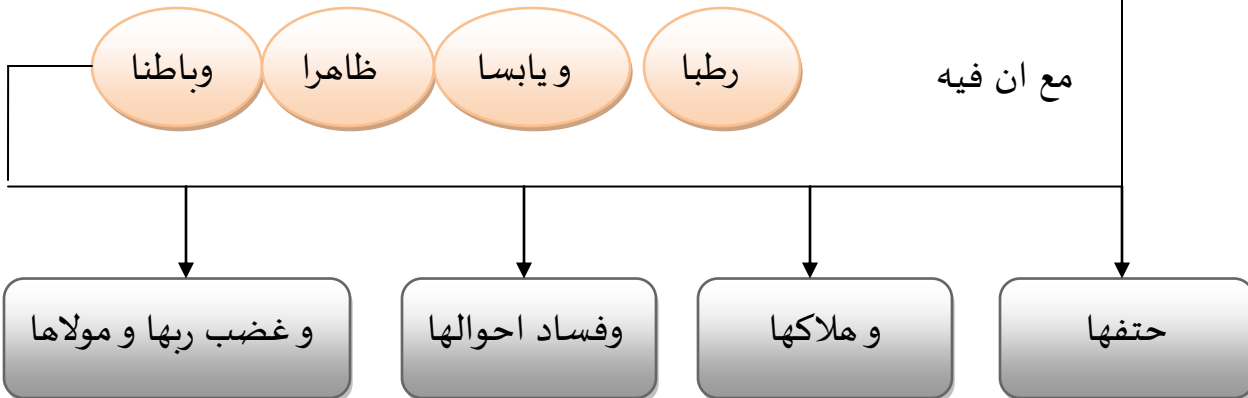 مع ان فيه رطبا و يابسا ظاهرا وباطنا
حتفها و هلاكها وفساد احوالها و غضب ربها و مولاها